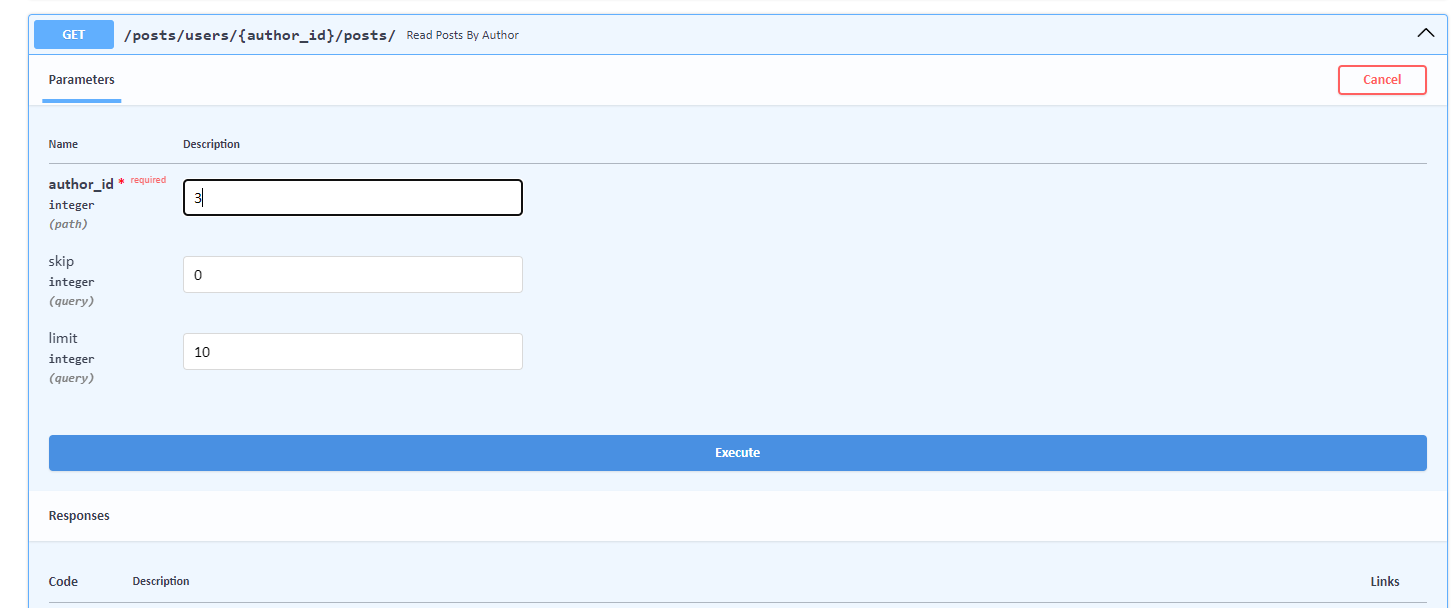 GET /posts/users/{author_id}/posts/ Read Posts By Author
Parameters Cancel
Name Description
author_id * required
integer
(path)
3
skip
integer
(query)
0
limit
integer
(query)
10
Execute
Responses
Code Description Links